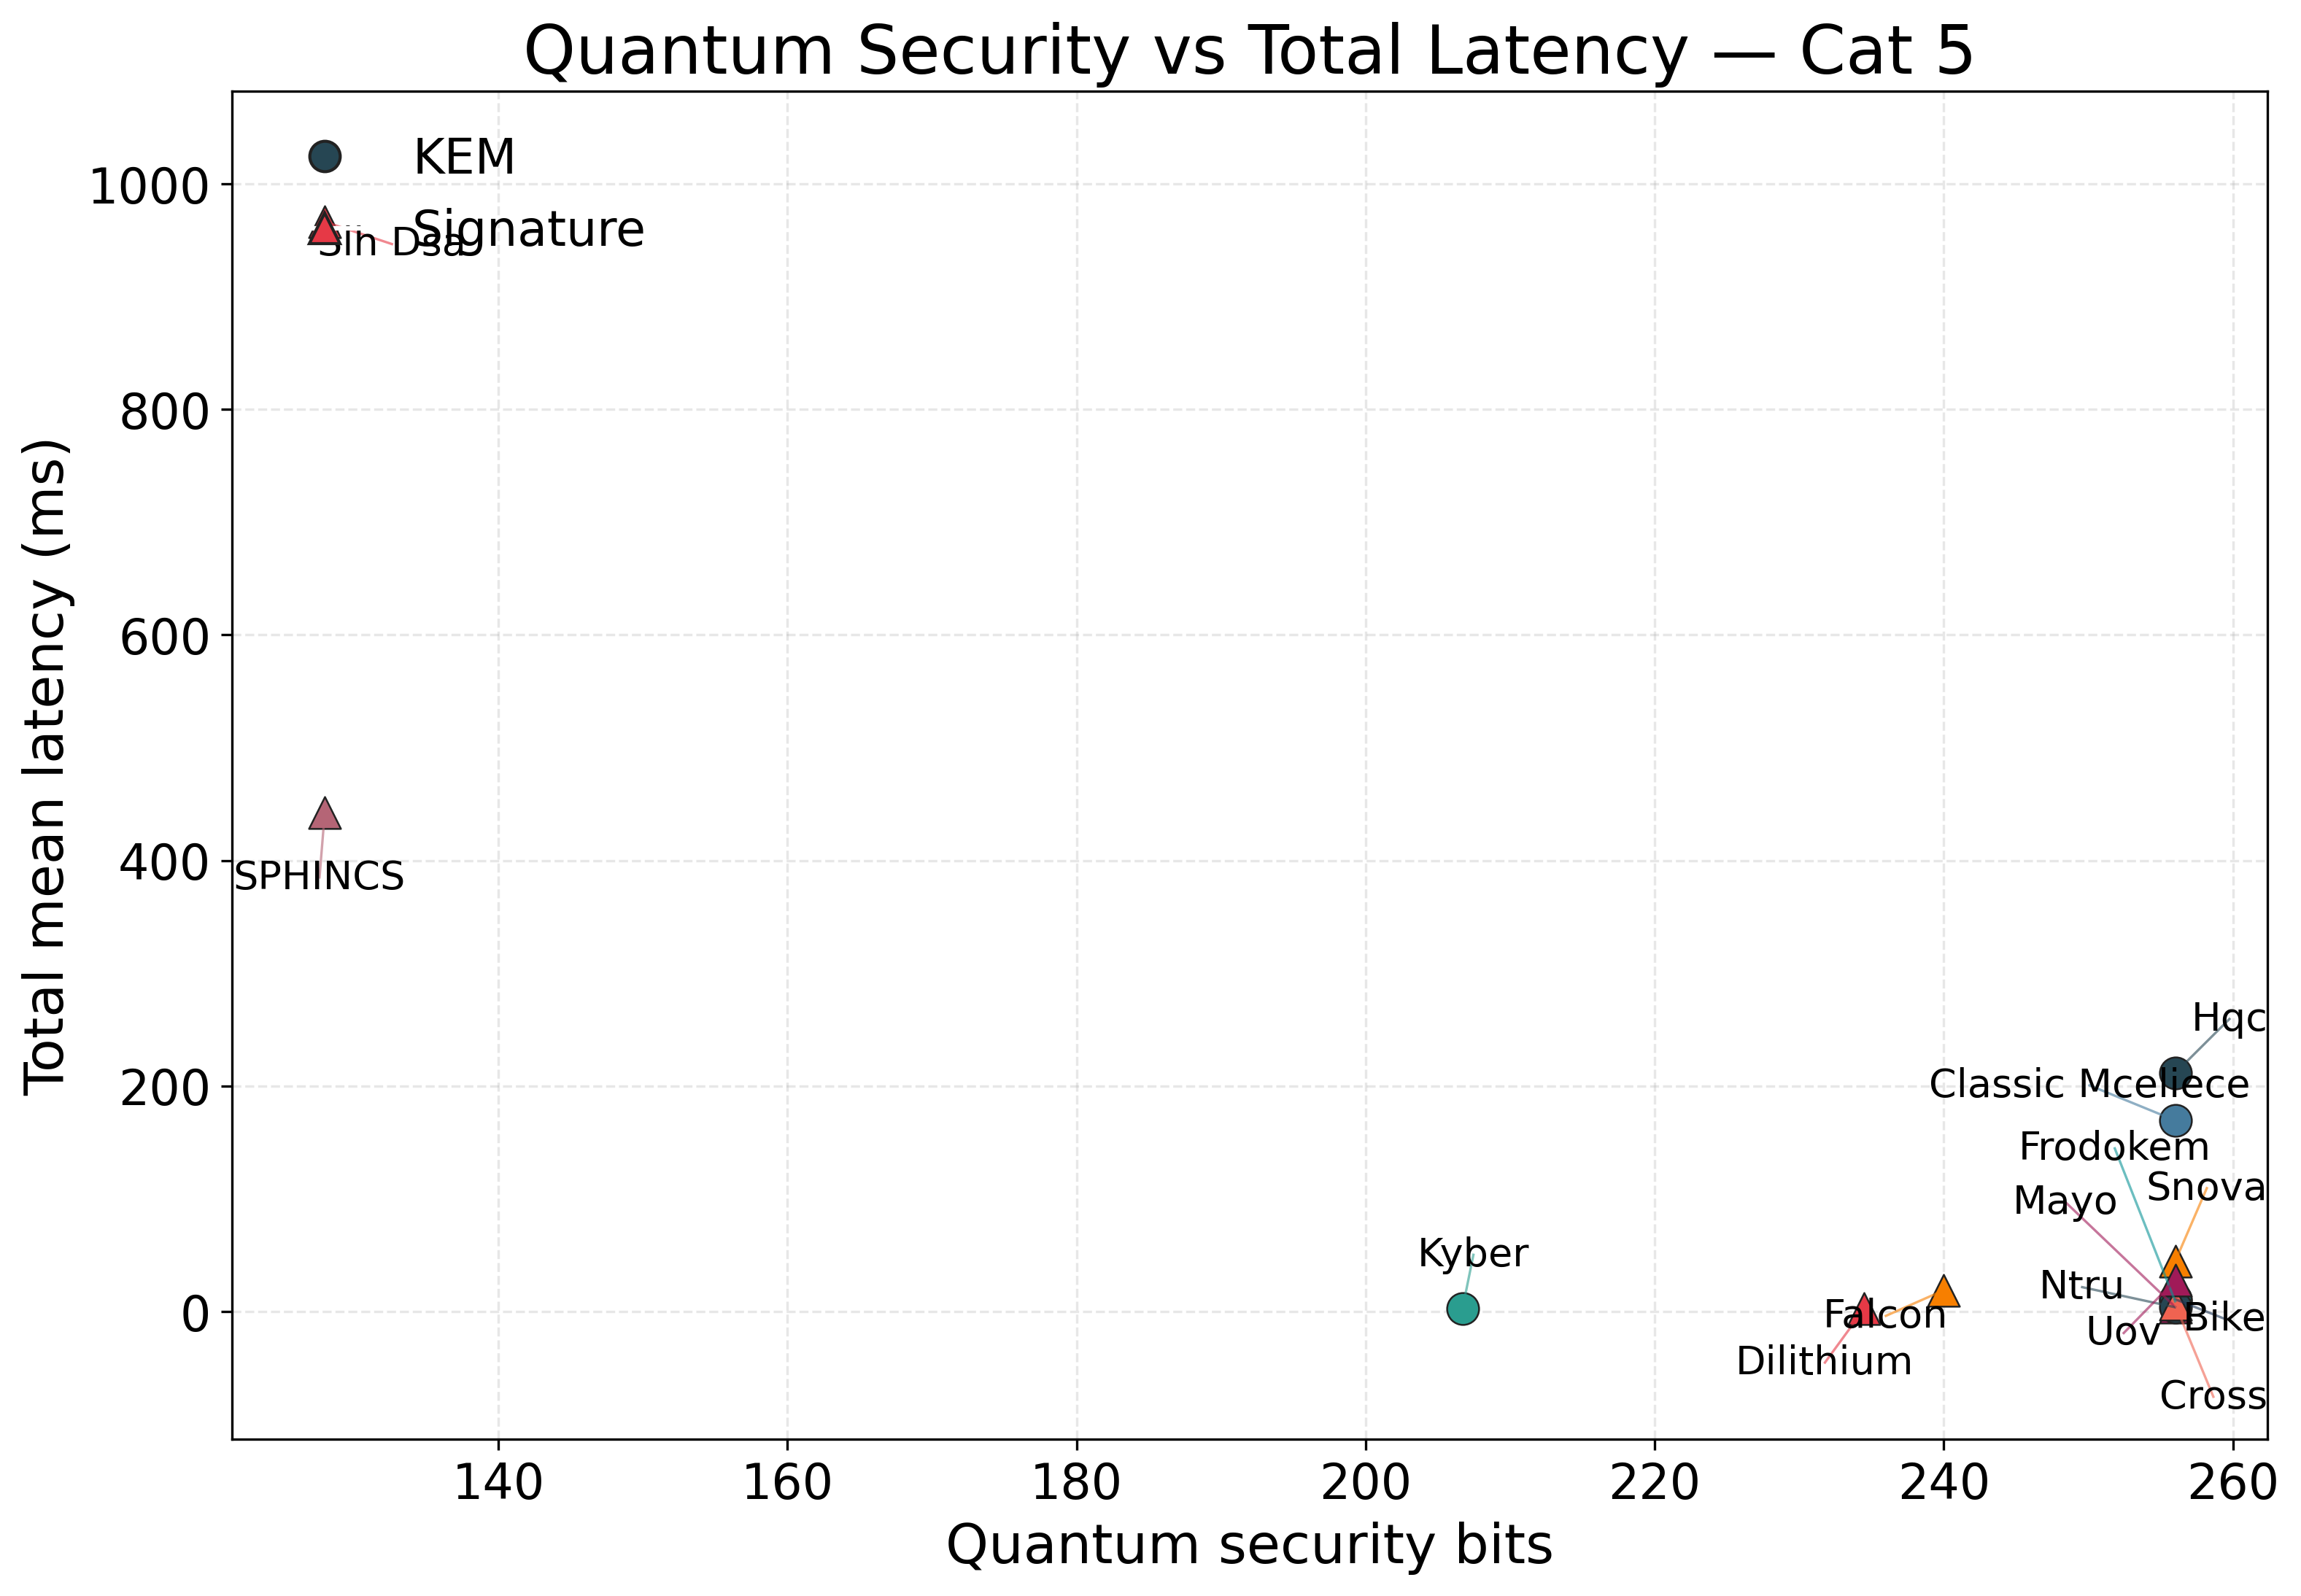 Quantum Security vs Total Latency — Cat 5
Total mean latency (ms)
1000
800
600
400
200
0
KEM
Signature
Slh Dsa
SPHINCS
Hqc
Classic Mceliece
Frodokem
Snova
Mayo
Kyber
Ntru
Falcon
Bike
Uov
Dilithium
Cross
140
160
180
200
220
240
260
Quantum security bits